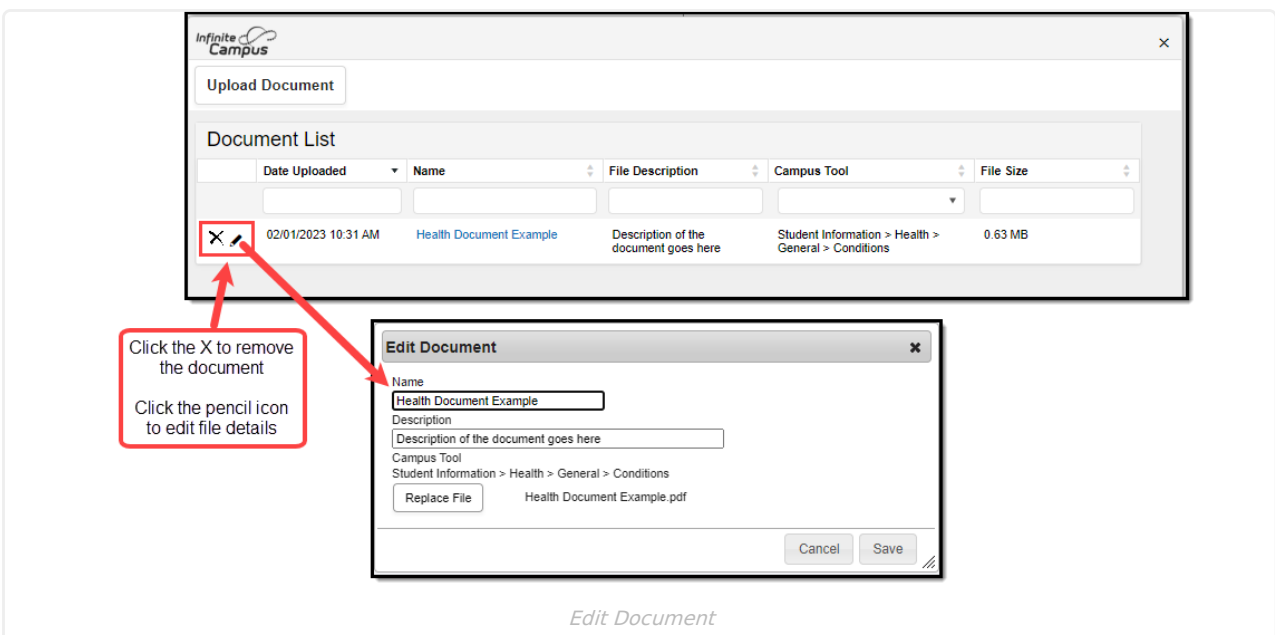 Infinite
Campus
×
Upload Document
Document List
Date Uploaded Name File Description Campus Tool File Size
02/01/2023 10:31 AM Health Document Example Description of the document goes here Student Information > Health > General > Conditions 0.63 MB
Click the X to remove
the document
Click the pencil icon
to edit file details
Edit Document
Name
Health Document Example
Description
Description of the document goes here
Campus Tool
Student Information > Health > General > Conditions
Replace File Health Document Example.pdf
Cancel Save
Edit Document